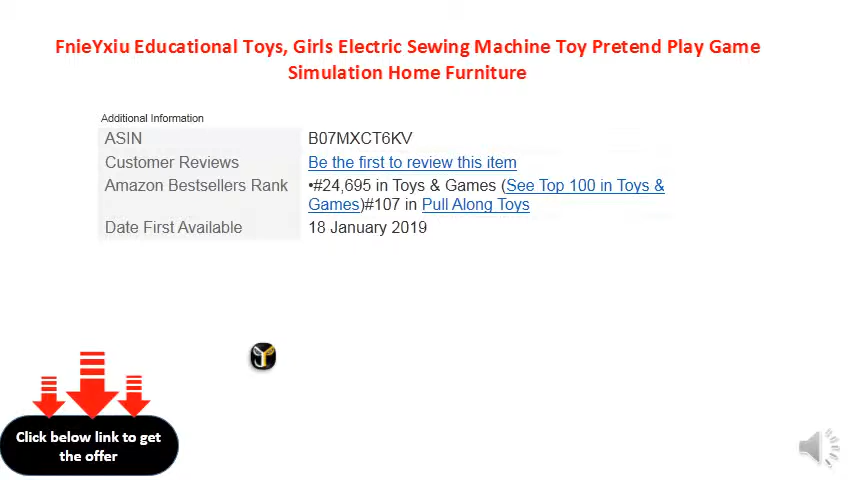 FnieYxiu Educational Toys, Girls Electric Sewing Machine Toy Pretend Play Game
Simulation Home Furniture
Additional Information
ASIN B07MXCT6KV
Customer Reviews Be the first to review this item
Amazon Bestsellers Rank •#24,695 in Toys & Games (See Top 100 in Toys &
Games)#107 in Pull Along Toys
Date First Available 18 January 2019
Click below link to get
the offer